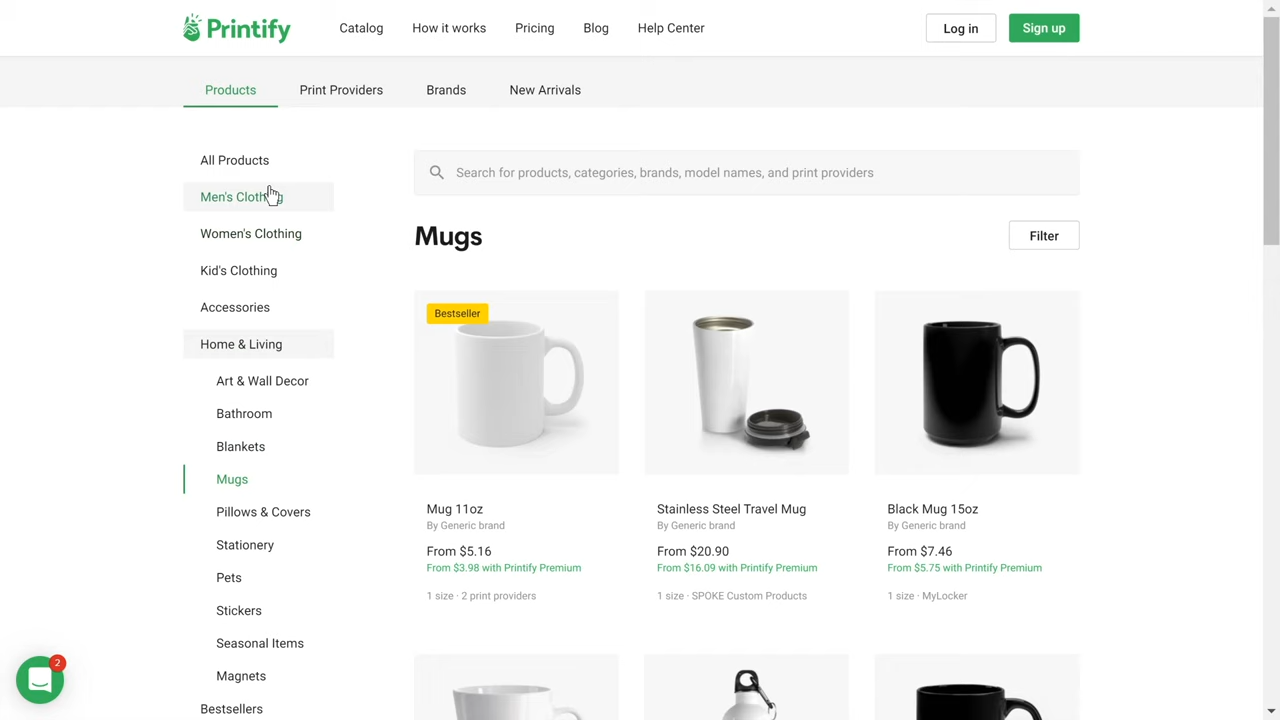 Printify
Catalog
How it works
Pricing
Blog
Help Center
Log in
Sign up
Products
Print Providers
Brands
New Arrivals
All Products
Men's Clothing
Women's Clothing
Kid's Clothing
Accessories
Home & Living
Art & Wall Decor
Bathroom
Blankets
Mugs
Pillows & Covers
Stationery
Pets
Stickers
Seasonal Items
Magnets
Bestsellers
Search for products, categories, brands, model names, and print providers
Mugs
Filter
Bestseller
Mug 11oz
By Generic brand
From $5.16
From $3.98 with Printify Premium
1 size · 2 print providers
Stainless Steel Travel Mug
By Generic brand
From $20.90
From $16.09 with Printify Premium
1 size · SPOKE Custom Products
Black Mug 15oz
By Generic brand
From $7.46
From $5.75 with Printify Premium
1 size · MyLocker
2